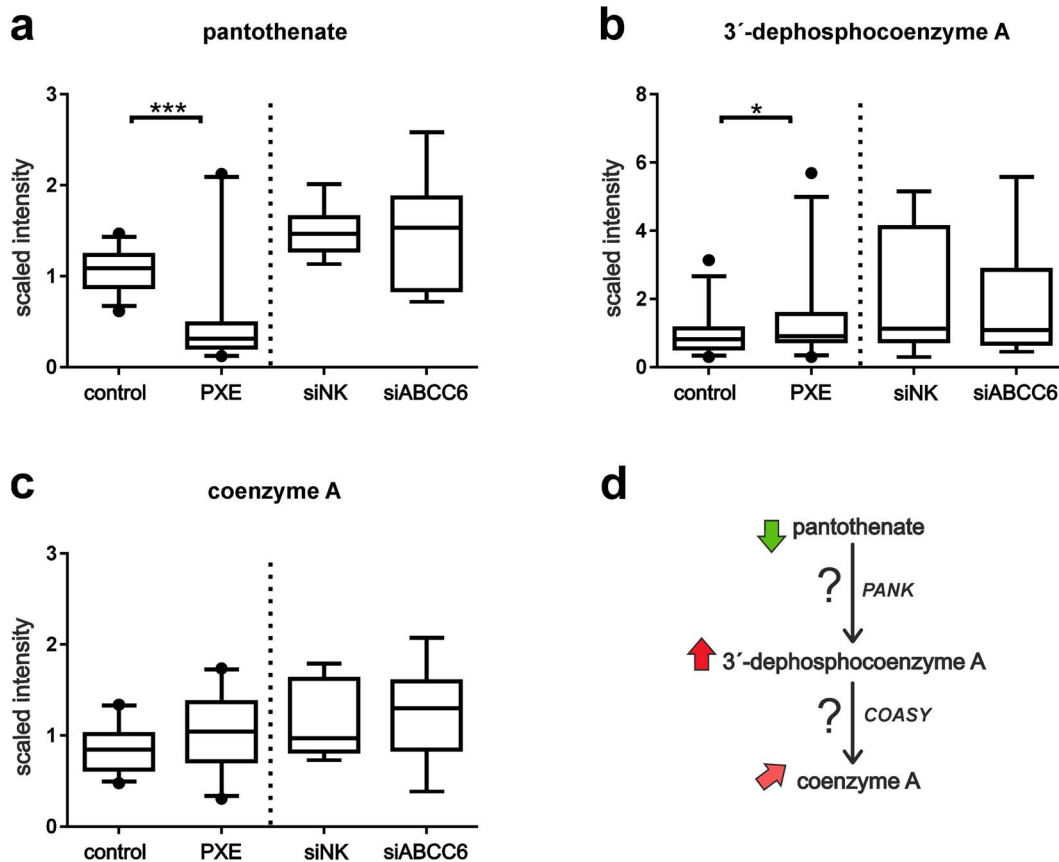 a
pantothenate
3
2
1
0
scaled intensity
***
control
PXE
siNK
siABCC6
b
3´-dephosphocoenzyme A
8
6
4
2
0
scaled intensity
*
control
PXE
siNK
siABCC6
c
coenzyme A
3
2
1
0
scaled intensity
control
PXE
siNK
siABCC6
d
pantothenate
? PANK
3´-dephosphocoenzyme A
? COASY
coenzyme A